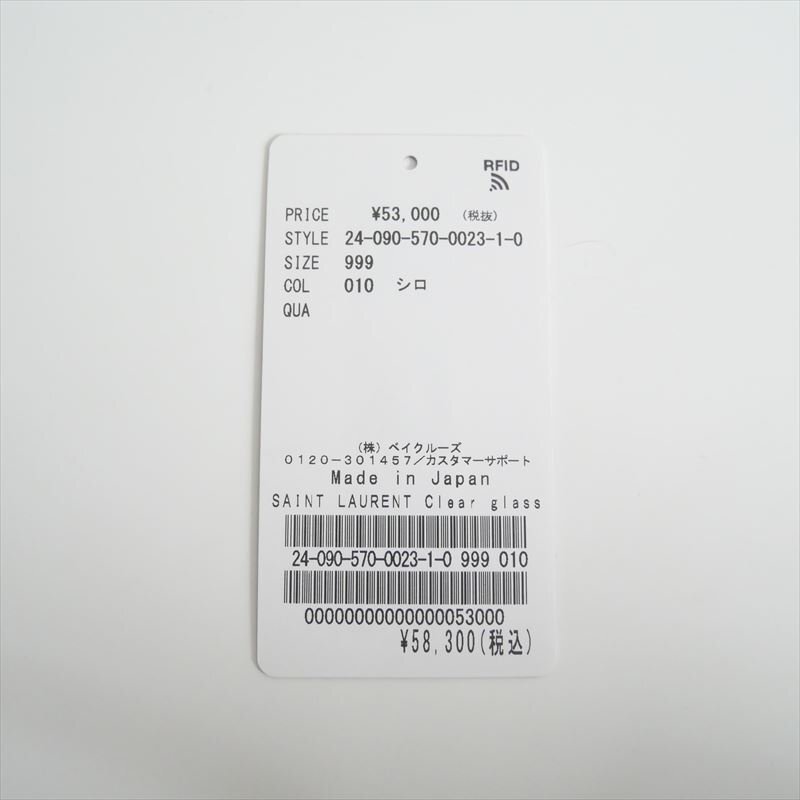 RFID
PRICE ¥53,000 (税抜)
STYLE 24-090-570-0023-1-0
SIZE 999
COL 010 シロ
QUA
(株) ベイクルーズ
0120-301457/カスタマーサポート
Made in Japan
SAINT LAURENT Clear glass
24-090-570-0023-1-0 999 010
00000000000000053000
¥58,300(税込)